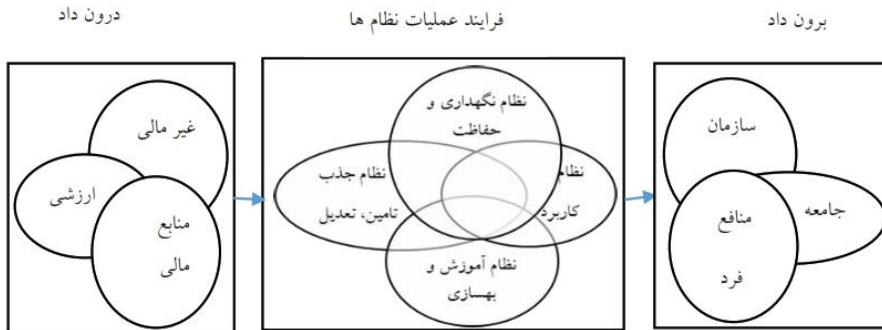 درون داد
فرایند عملیات نظام ها
برون داد
غیر مالی
ارزشی
منابع
مالی
نظام نگهداری و
حفاظت
نظام جذب
تامین، تعدیل
نظام
کاربرد
نظام آموزش و
بهسازی
سازمان
جامعه
منافع
فرد